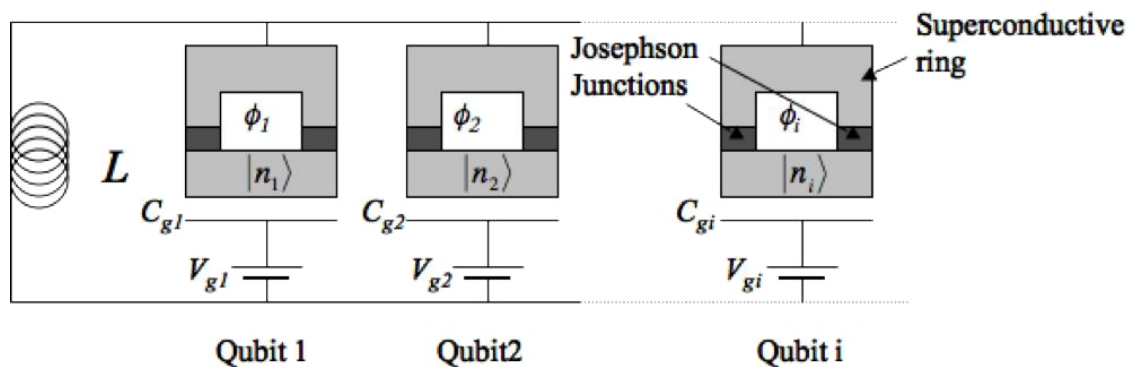 Superconductive
ring
Josephson
Junctions
ϕ1
ϕ2
ϕi
L
|n1⟩
|n2⟩
|ni⟩
Cg1
Cg2
Cgi
Vg1
Vg2
Vgi
Qubit 1
Qubit2
Qubit i